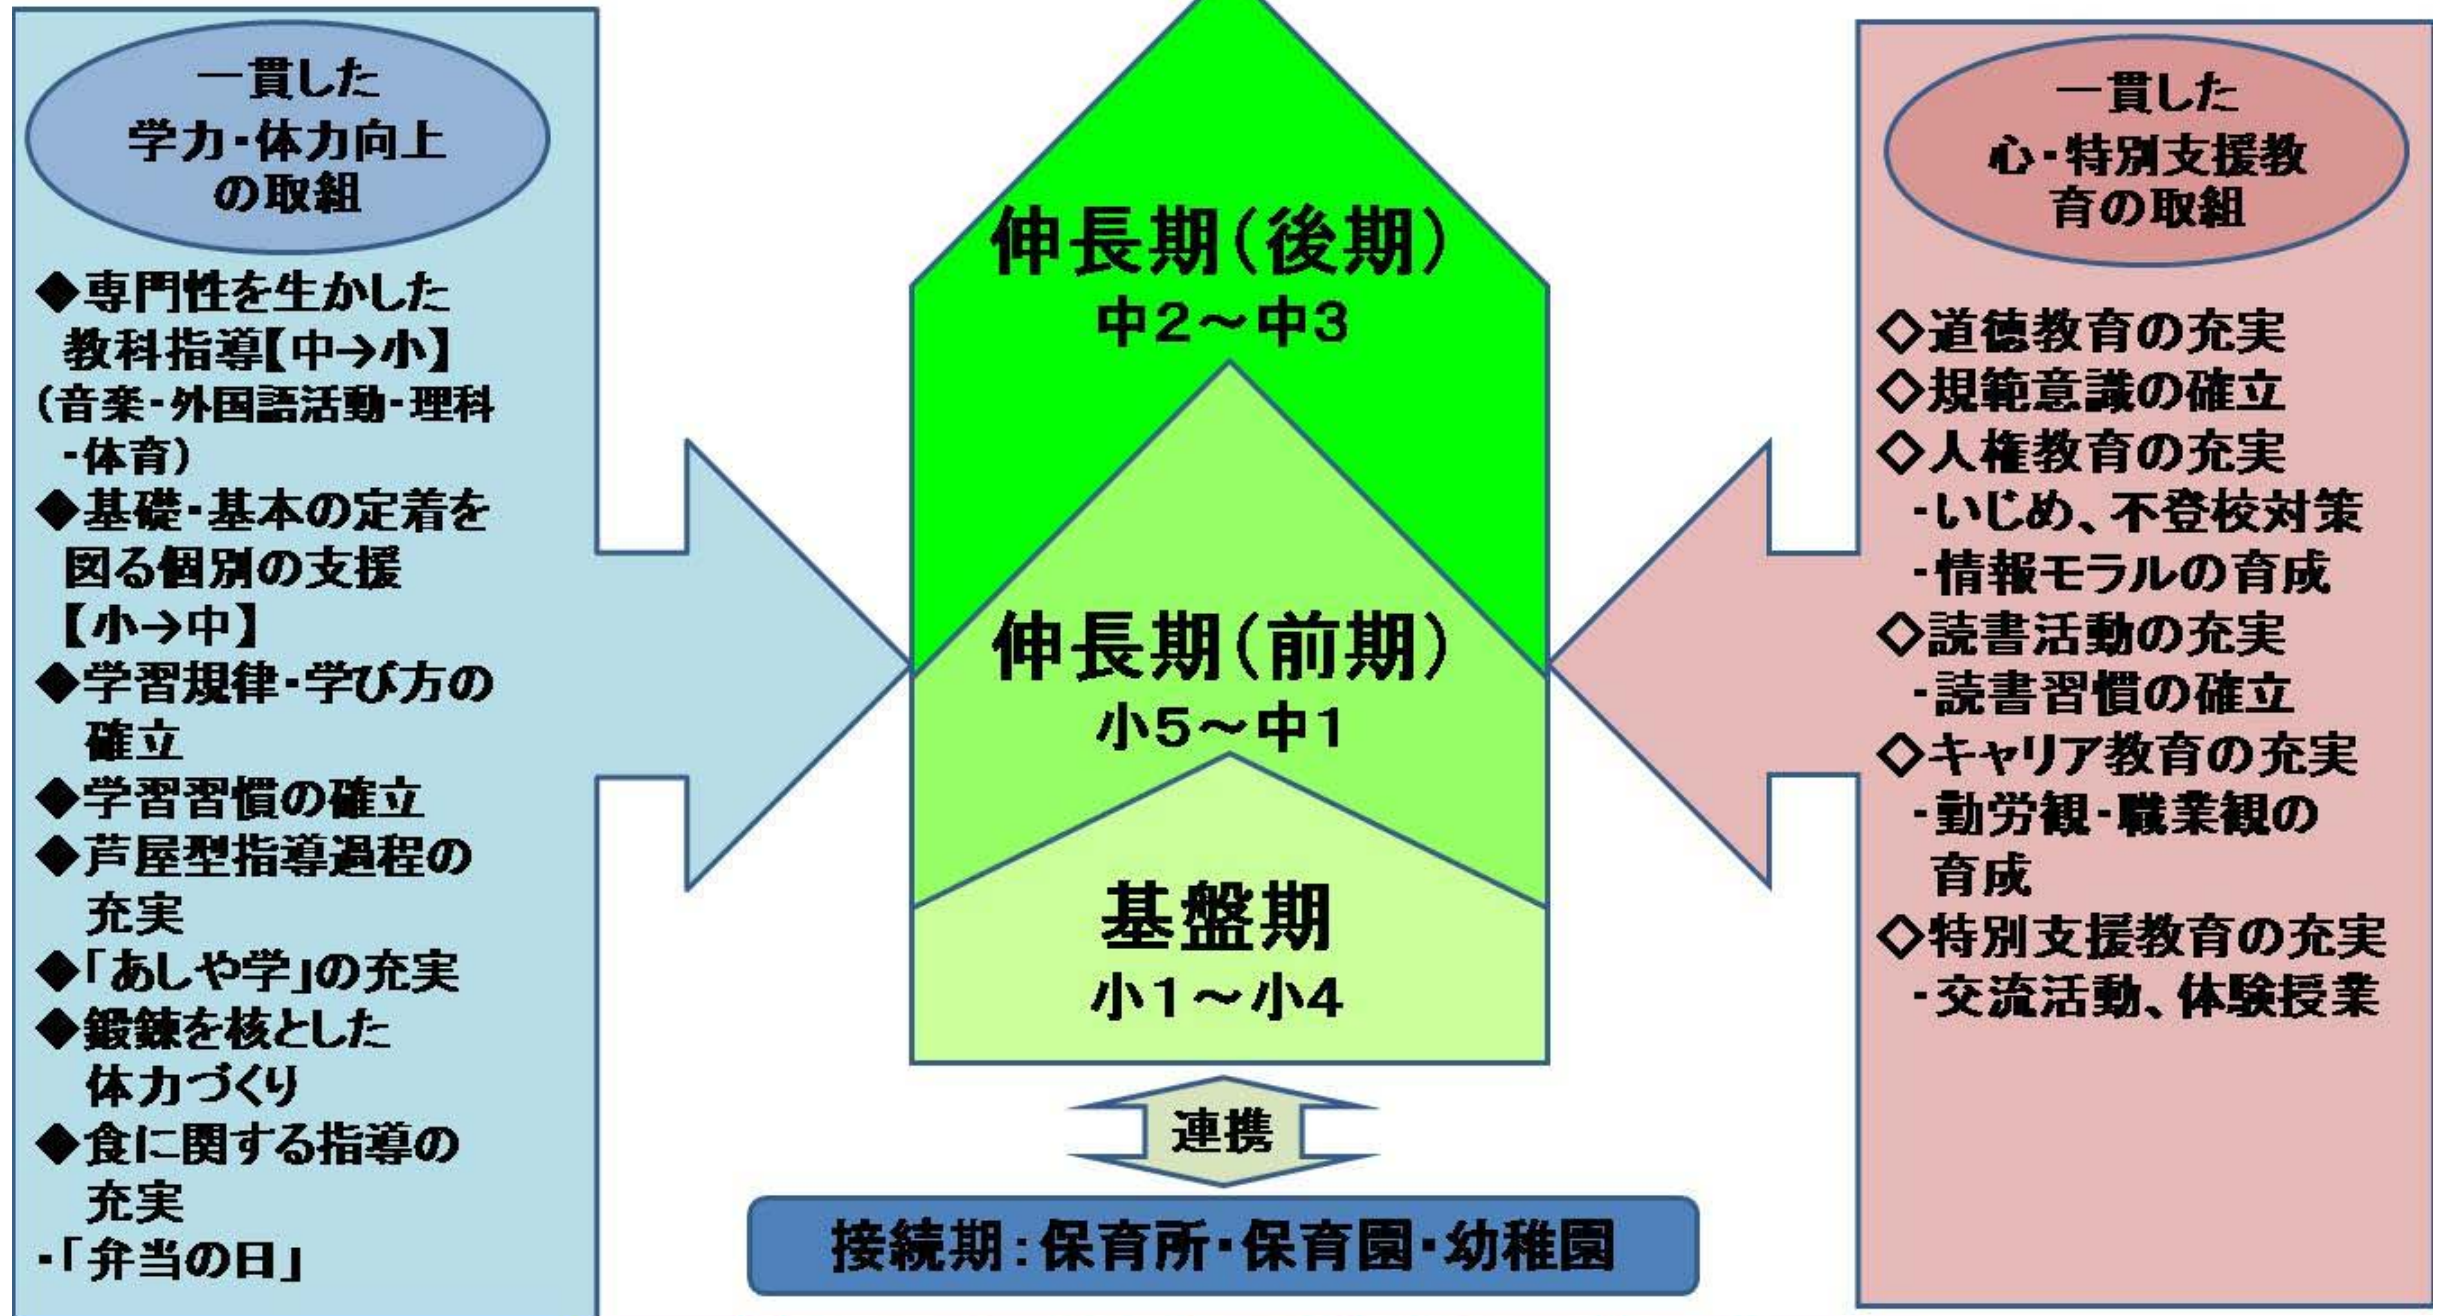 一貫した
学力・体力向上
の取組
◆専門性を生かした
教科指導【中→小】
（音楽・外国語活動・理科
・体育）
◆基礎・基本の定着を
図る個別の支援
【小→中】
◆学習規律・学び方の
確立
◆学習習慣の確立
◆芦屋型指導過程の
充実
◆「あしや学」の充実
◆鍛錬を核とした
体力づくり
◆食に関する指導の
充実
・「弁当の日」
伸長期（後期）
中２～中３
伸長期（前期）
小５～中１
基盤期
小１～小４
連携
接続期：保育所・保育園・幼稚園
一貫した
心・特別支援教
育の取組
◇道徳教育の充実
◇規範意識の確立
◇人権教育の充実
・いじめ、不登校対策
・情報モラルの育成
◇読書活動の充実
・読書習慣の確立
◇キャリア教育の充実
・勤労観・職業観の
育成
◇特別支援教育の充実
・交流活動、体験授業